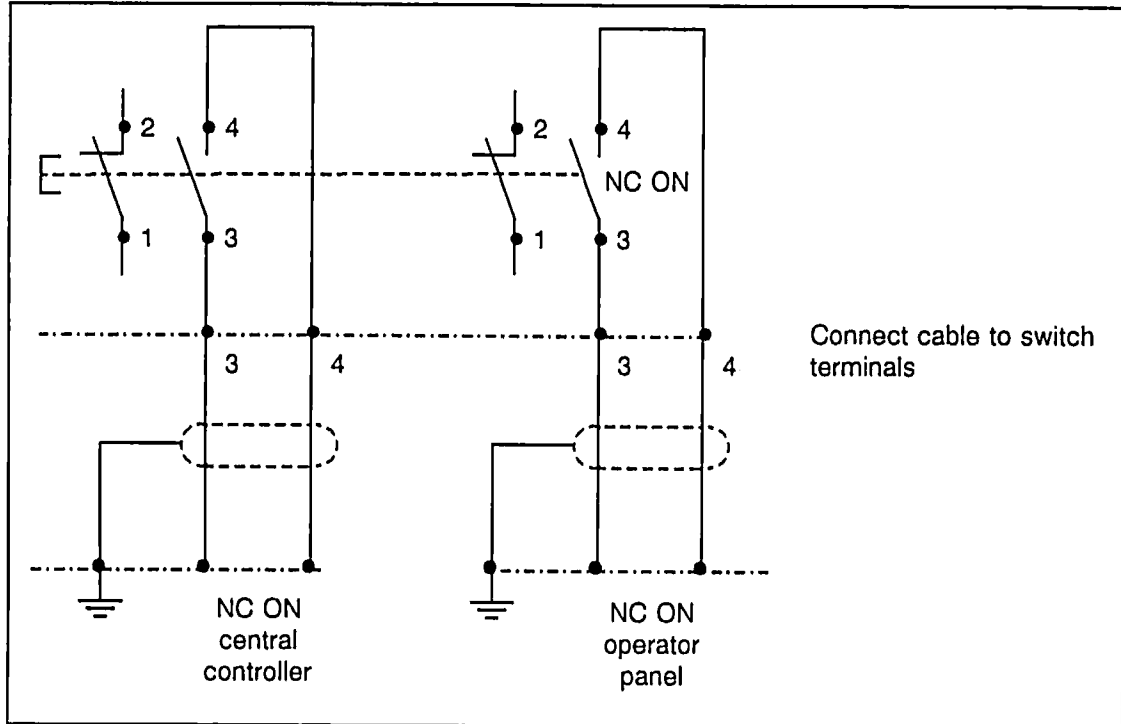 2 4 2 4
NC ON
1 3 1 3
3 4 3 4
Connect cable to switch
terminals
NC ON
central
controller
NC ON
operator
panel